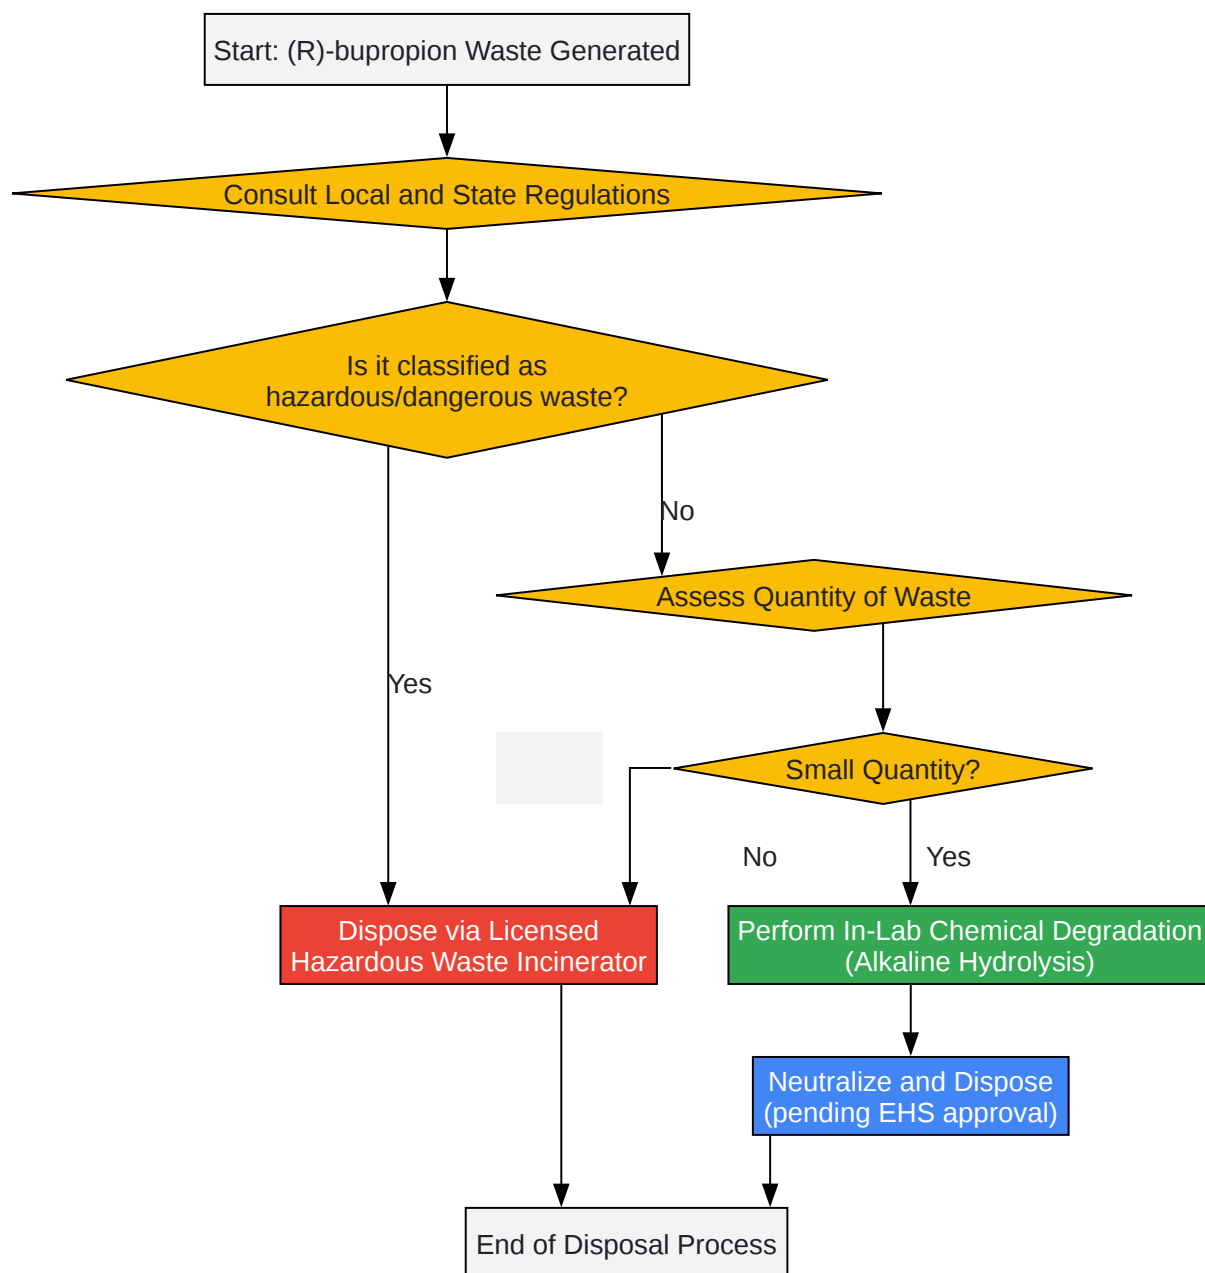 Start: (R)-bupropion Waste Generated
Consult Local and State Regulations
Is it classified as
hazardous/dangerous waste?
No
Assess Quantity of Waste
Yes
Small Quantity?
No
Yes
Dispose via Licensed
Hazardous Waste Incinerator
Perform In-Lab Chemical Degradation
(Alkaline Hydrolysis)
Neutralize and Dispose
(pending EHS approval)
End of Disposal Process